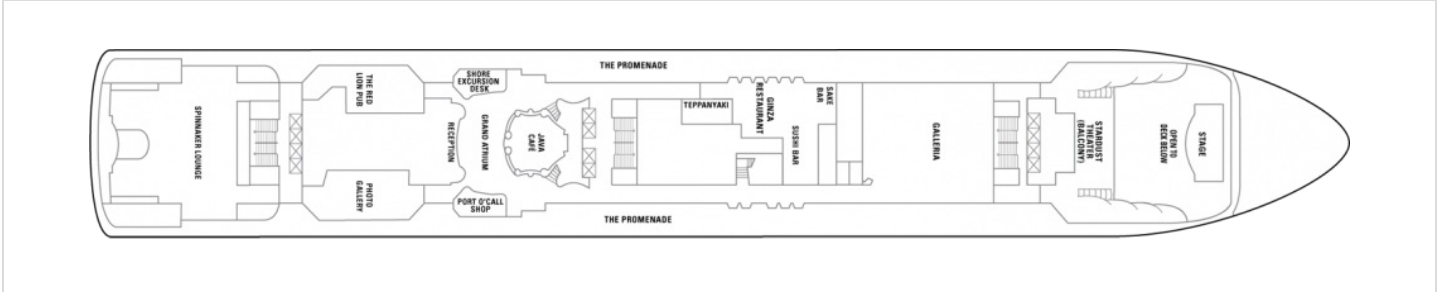 SPINNAKER LOUNGE
THE RED
LION PUB
PHOTO
GALLERY
SHORE
EXCURSION
DESK
RECEPTION
GRAND ATRIUM
JAVA
CAFÉ
PORT O'CALL
SHOP
THE PROMENADE
THE PROMENADE
TEPPANYAKI
GINZA
RESTAURANT
SUSHI BAR
SAKE
BAR
GALLERIA
STARDUST
THEATER
(BALCONY)
OPEN TO
DECK BELOW
STAGE